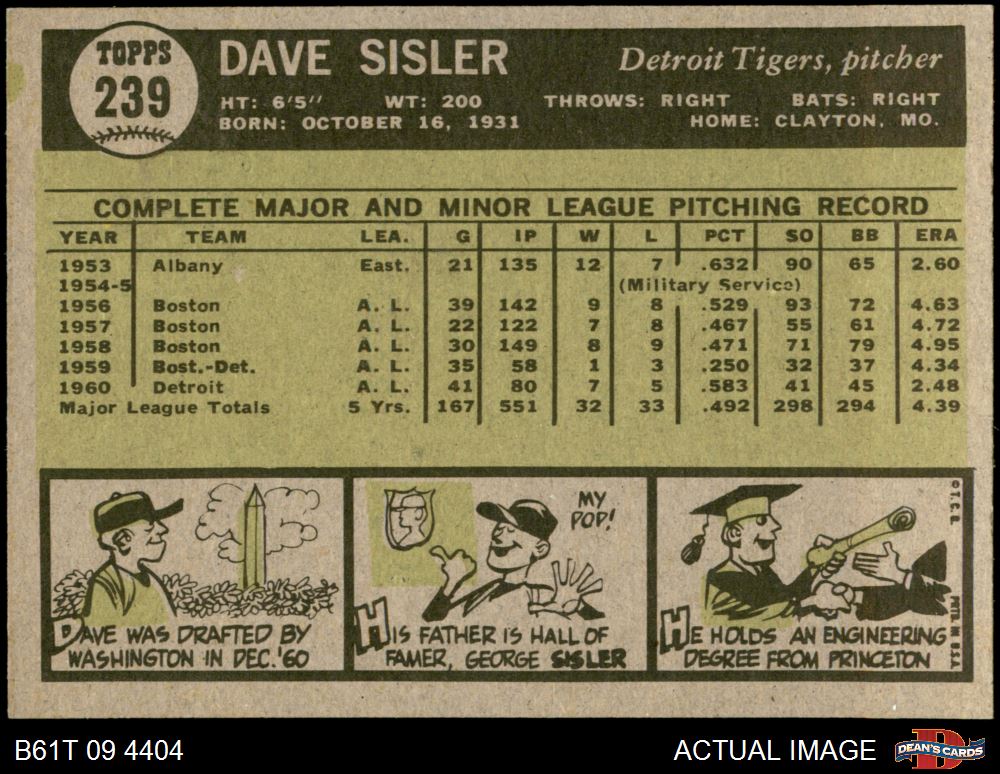 TOPPS
239
DAVE SISLER
Detroit Tigers, pitcher
HT: 6'5" WT: 200 THROWS: RIGHT BATS: RIGHT
BORN: OCTOBER 16, 1931 HOME: CLAYTON, MO.
COMPLETE MAJOR AND MINOR LEAGUE PITCHING RECORD
YEAR TEAM LEA. G IP W L PCT SO BB ERA
1953 Albany East. 21 135 12 7 .632 90 65 2.60
1954-5 (Military Service)
1956 Boston A. L. 39 142 9 8 .529 93 72 4.63
1957 Boston A. L. 22 122 7 8 .467 55 61 4.72
1958 Boston A. L. 30 149 8 9 .471 71 79 4.95
1959 Bost.-Det. A. L. 35 58 1 3 .250 32 37 4.34
1960 Detroit A. L. 41 80 7 5 .583 41 45 2.48
Major League Totals 5 Yrs. 167 551 32 33 .492 298 294 4.39
DAVE WAS DRAFTED BY
WASHINGTON IN DEC. '60
MY
POP!
HIS FATHER IS HALL OF
FAMER, GEORGE SISLER
HE HOLDS AN ENGINEERING
DEGREE FROM PRINCETON
© T. C. G.
PRTD. IN U.S.A.
B61T 09 4404
ACTUAL IMAGE
D
DEAN'S CARDS